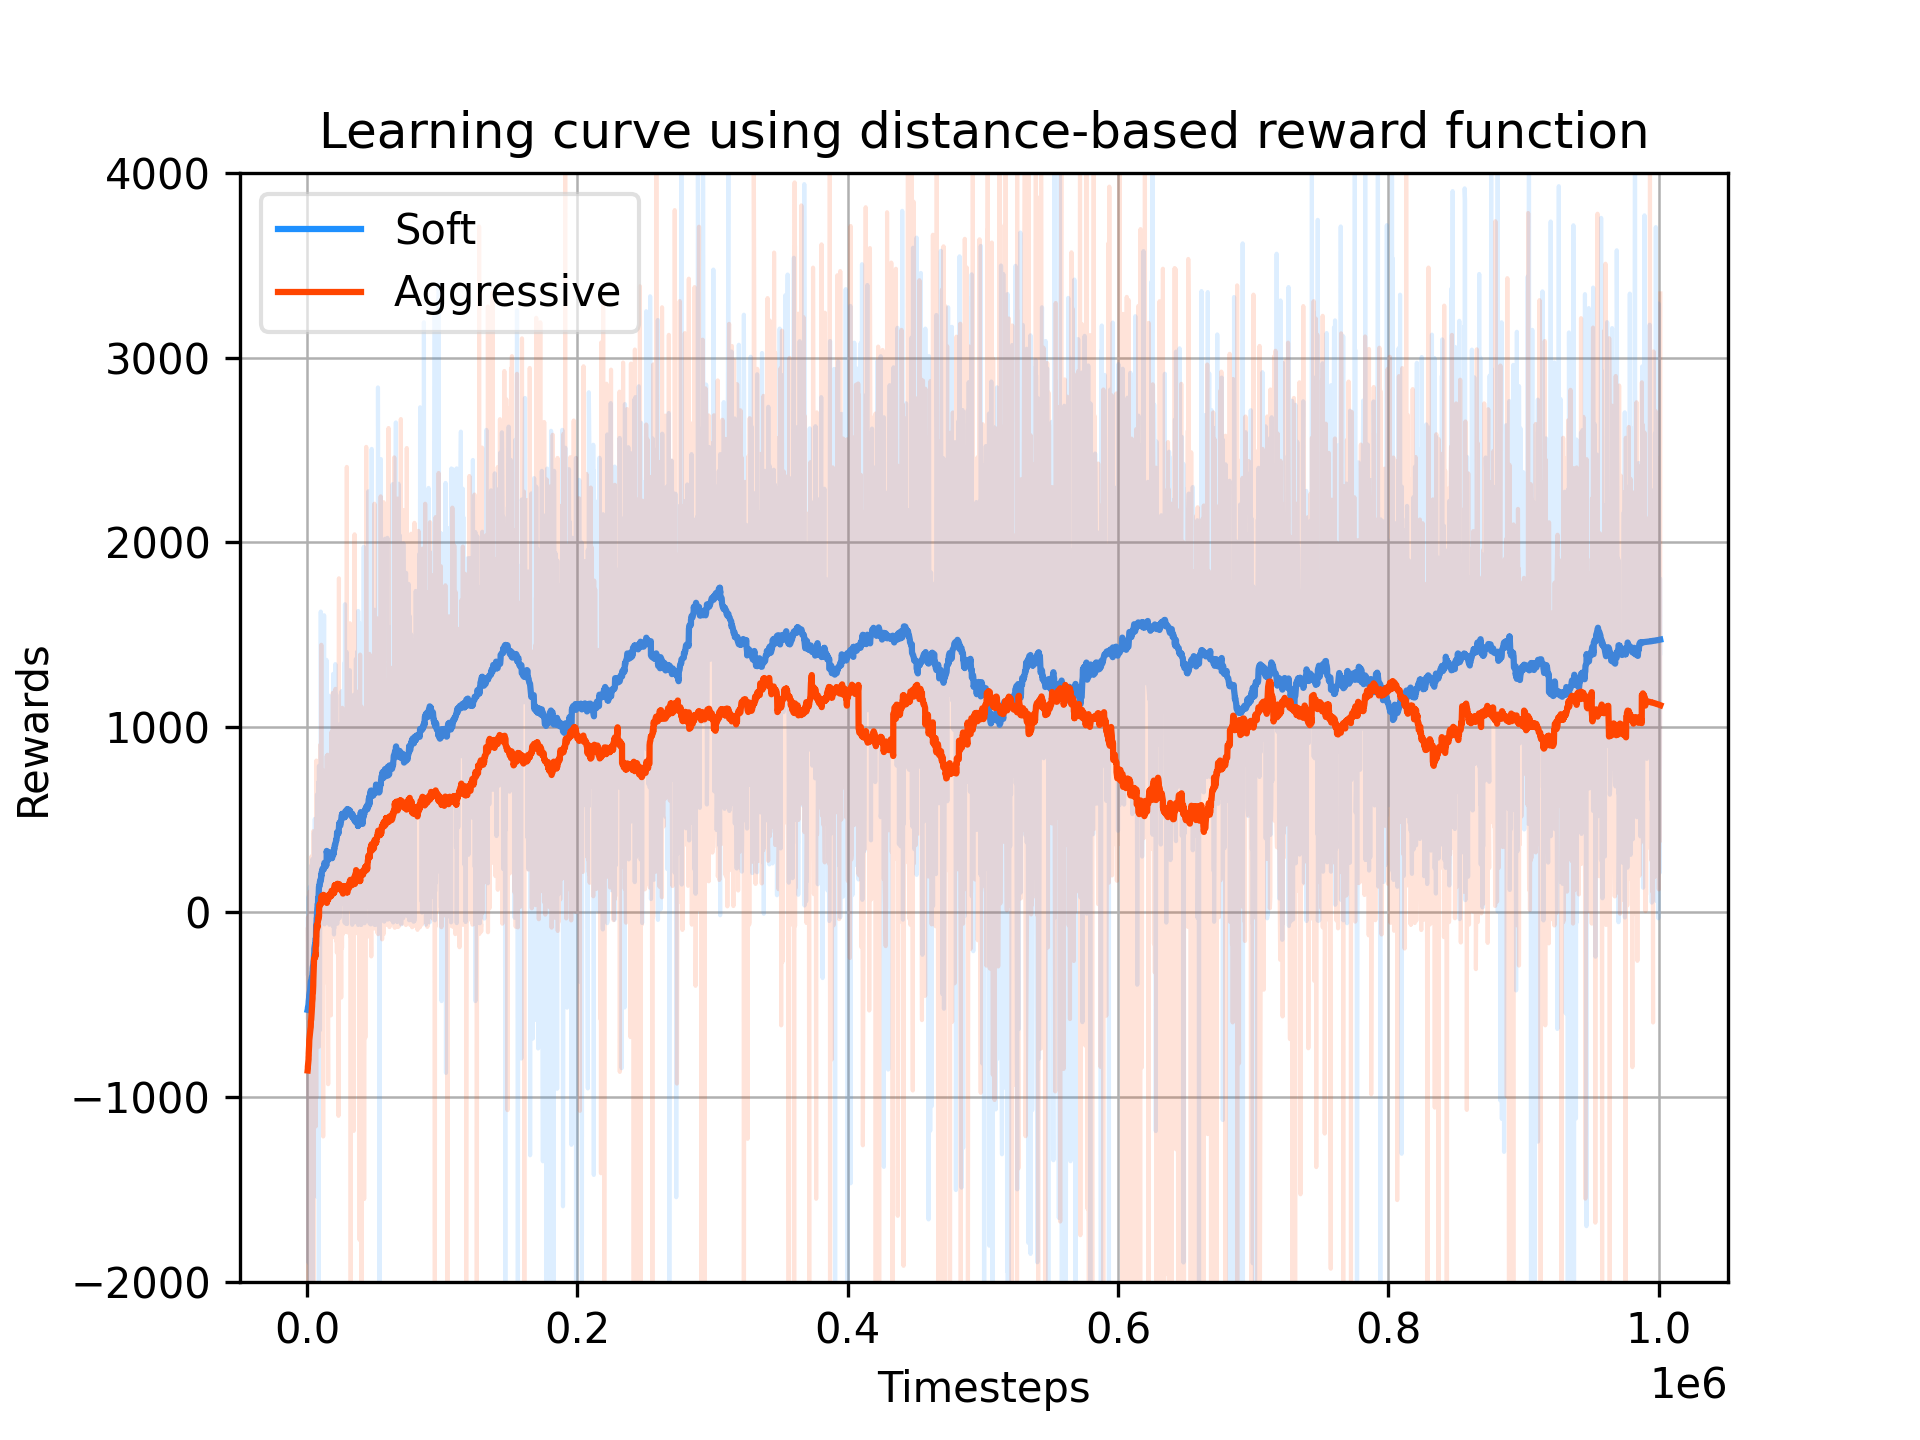 Learning curve using distance-based reward function
4000
3000
2000
1000
0
−1000
−2000
Rewards
Soft
Aggressive
0.0 0.2 0.4 0.6 0.8 1.0
1e6
Timesteps